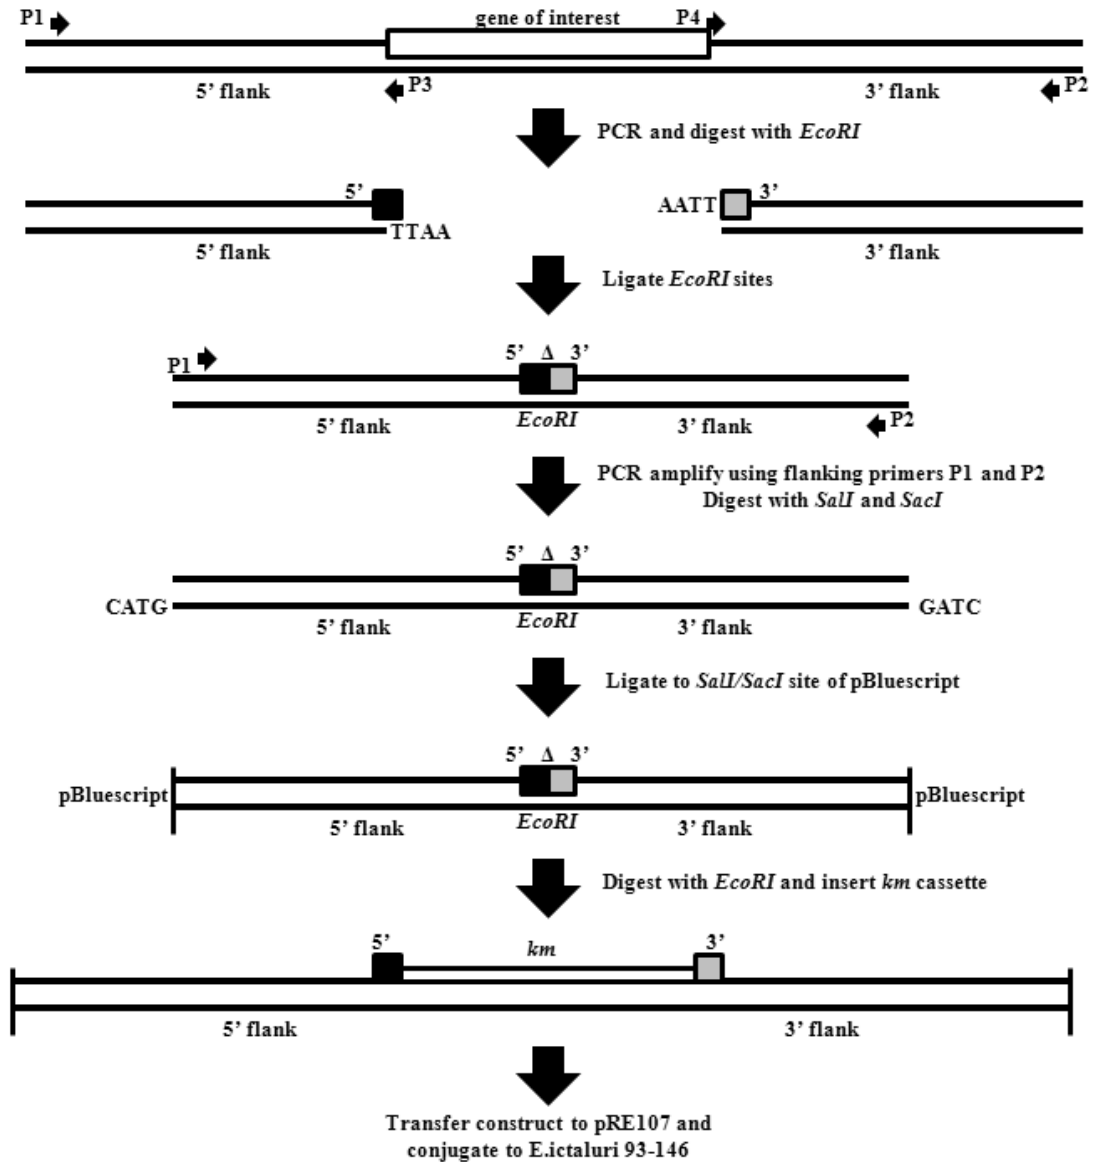 P1
gene of interest
P4
5’ flank
P3
3’ flank
P2
PCR and digest with EcoRI
5’
AATT
3’
TTAA
5’ flank
3’ flank
Ligate EcoRI sites
5’ Δ 3’
P1
5’ flank
EcoRI
3’ flank
P2
PCR amplify using flanking primers P1 and P2
Digest with SalI and SacI
5’ Δ 3’
CATG
GATC
5’ flank
EcoRI
3’ flank
Ligate to SalI/SacI site of pBluescript
5’ Δ 3’
pBluescript
pBluescript
5’ flank
EcoRI
3’ flank
Digest with EcoRI and insert km cassette
5’
km
3’
5’ flank
3’ flank
Transfer construct to pRE107 and
conjugate to E.ictaluri 93-146